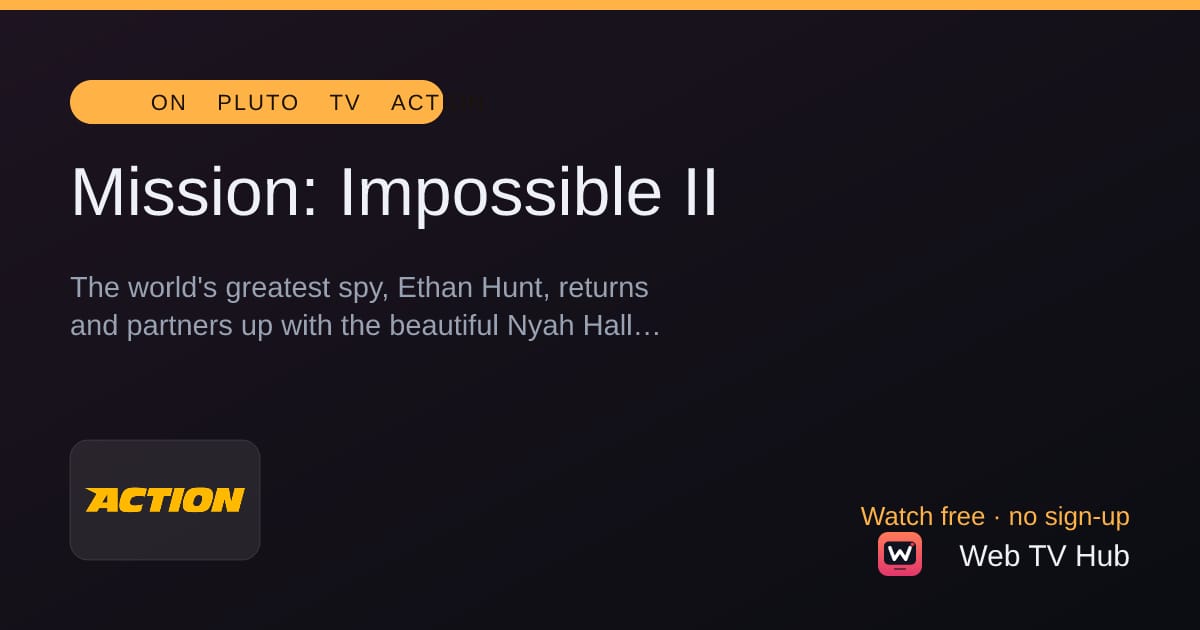 ON PLUTO TV ACTION
Mission: Impossible II
The world's greatest spy, Ethan Hunt, returns
and partners up with the beautiful Nyah Hall…
ACTION
Watch free · no sign-up
W
Web TV Hub